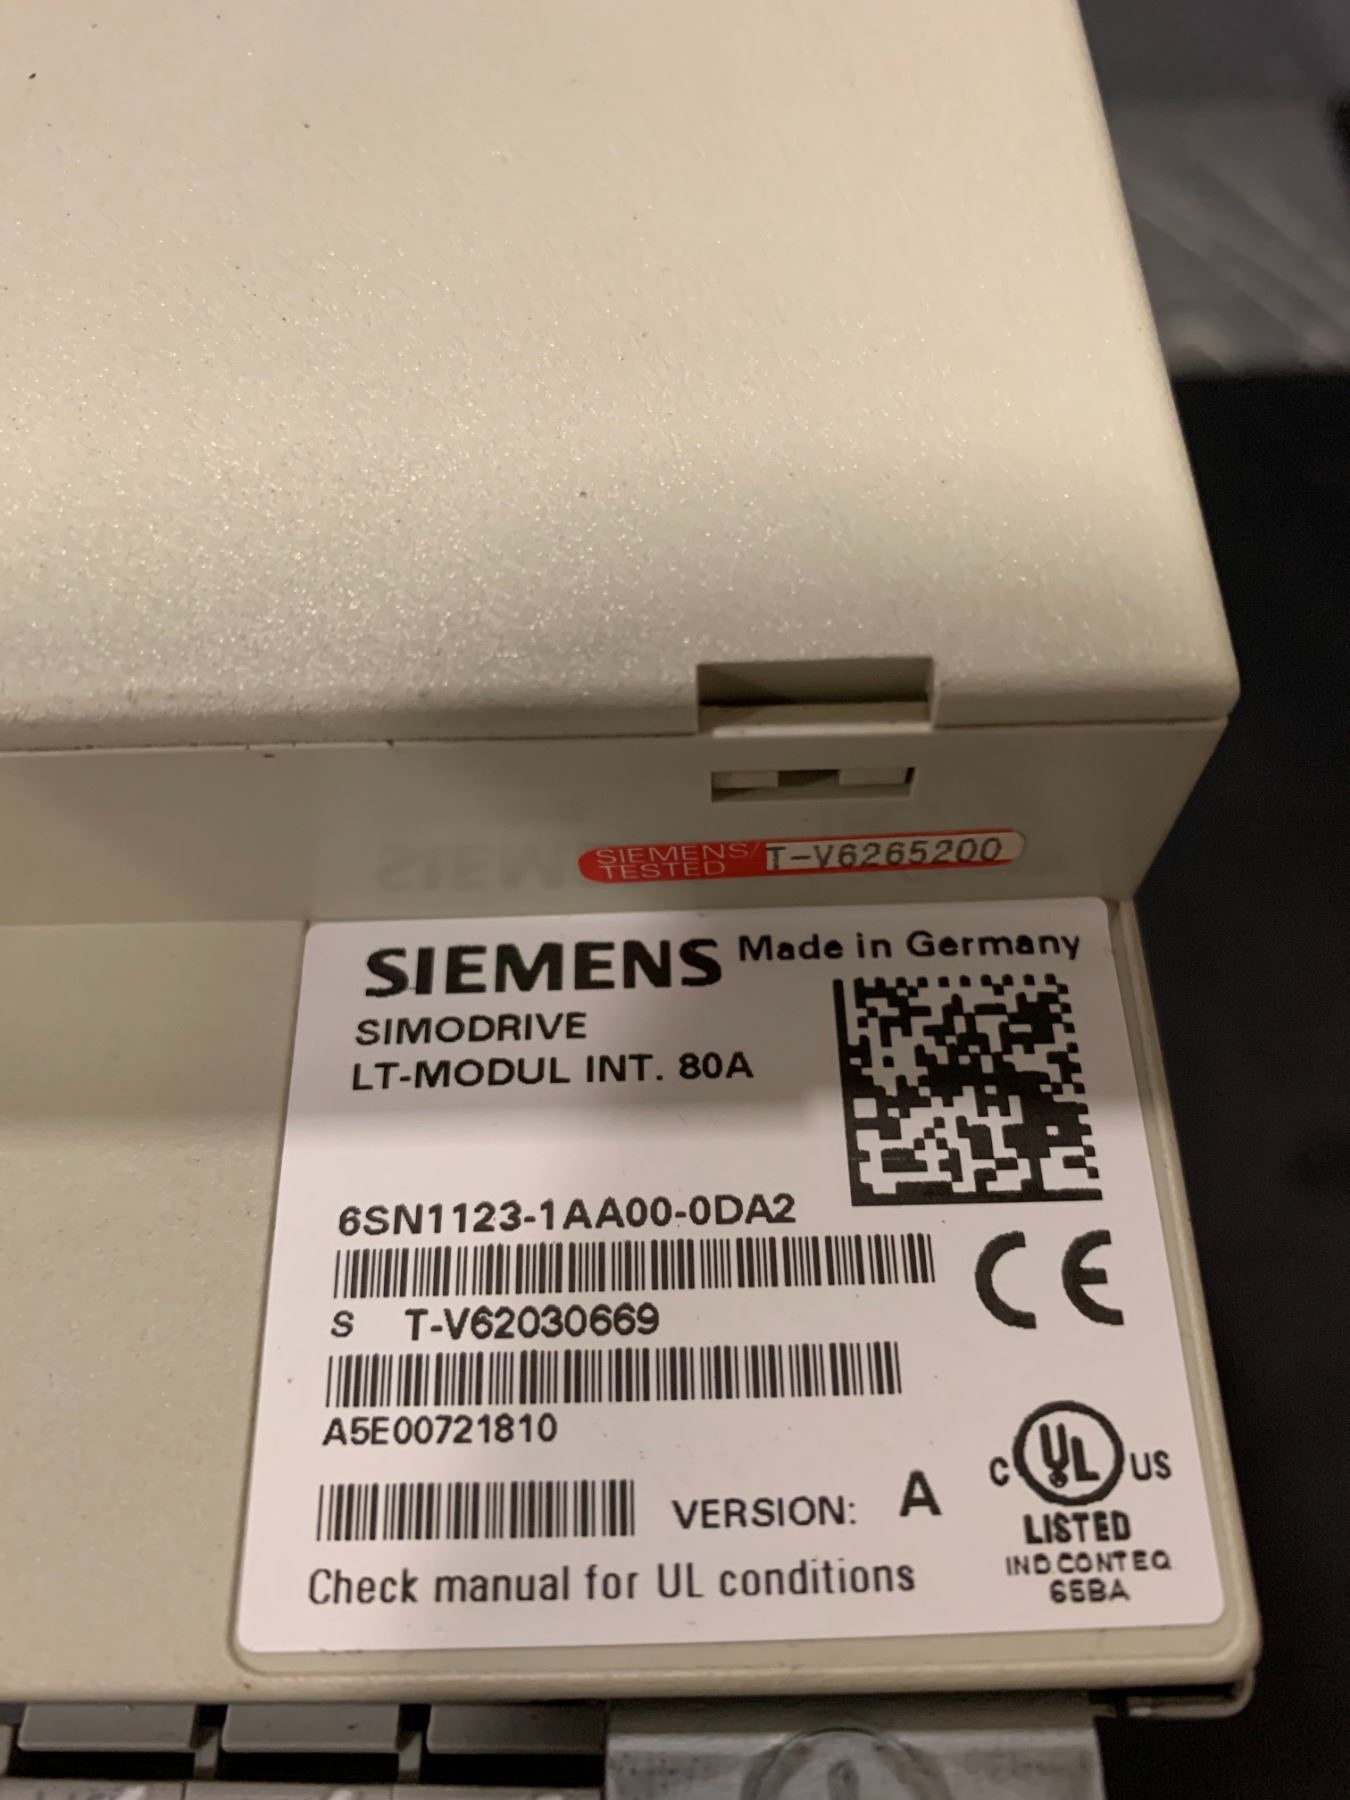 SIEMENS/ T-V6265200
TESTED
SIEMENS Made in Germany
SIMODRIVE
LT-MODUL INT. 80A
6SN1123-1AA00-0DA2
S T-V62030669
A5E00721810
VERSION: A
Check manual for UL conditions
CE
C UL US
LISTED
IND.CONT.EQ
65BA